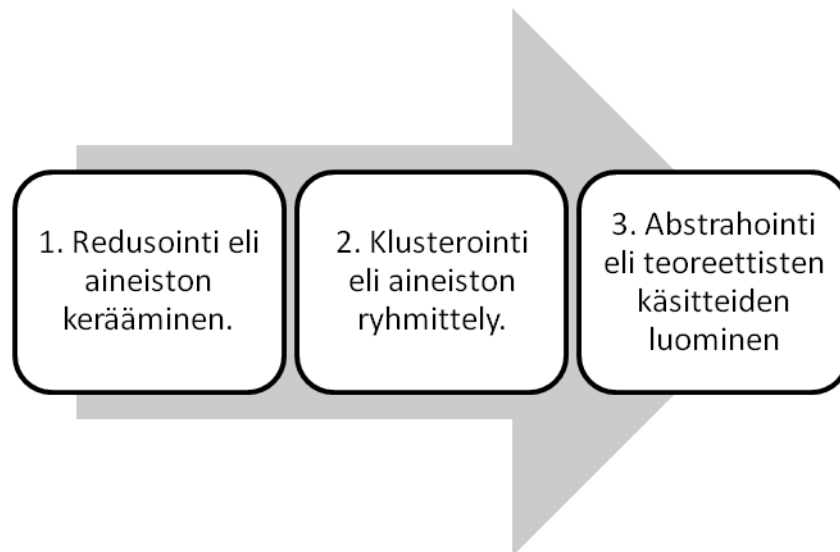 1. Redusointi eli
aineiston
kerääminen.
2. Klusterointi
eli aineiston
ryhmittely.
3. Abstrahointi
eli teoreettisten
käsitteiden
luominen